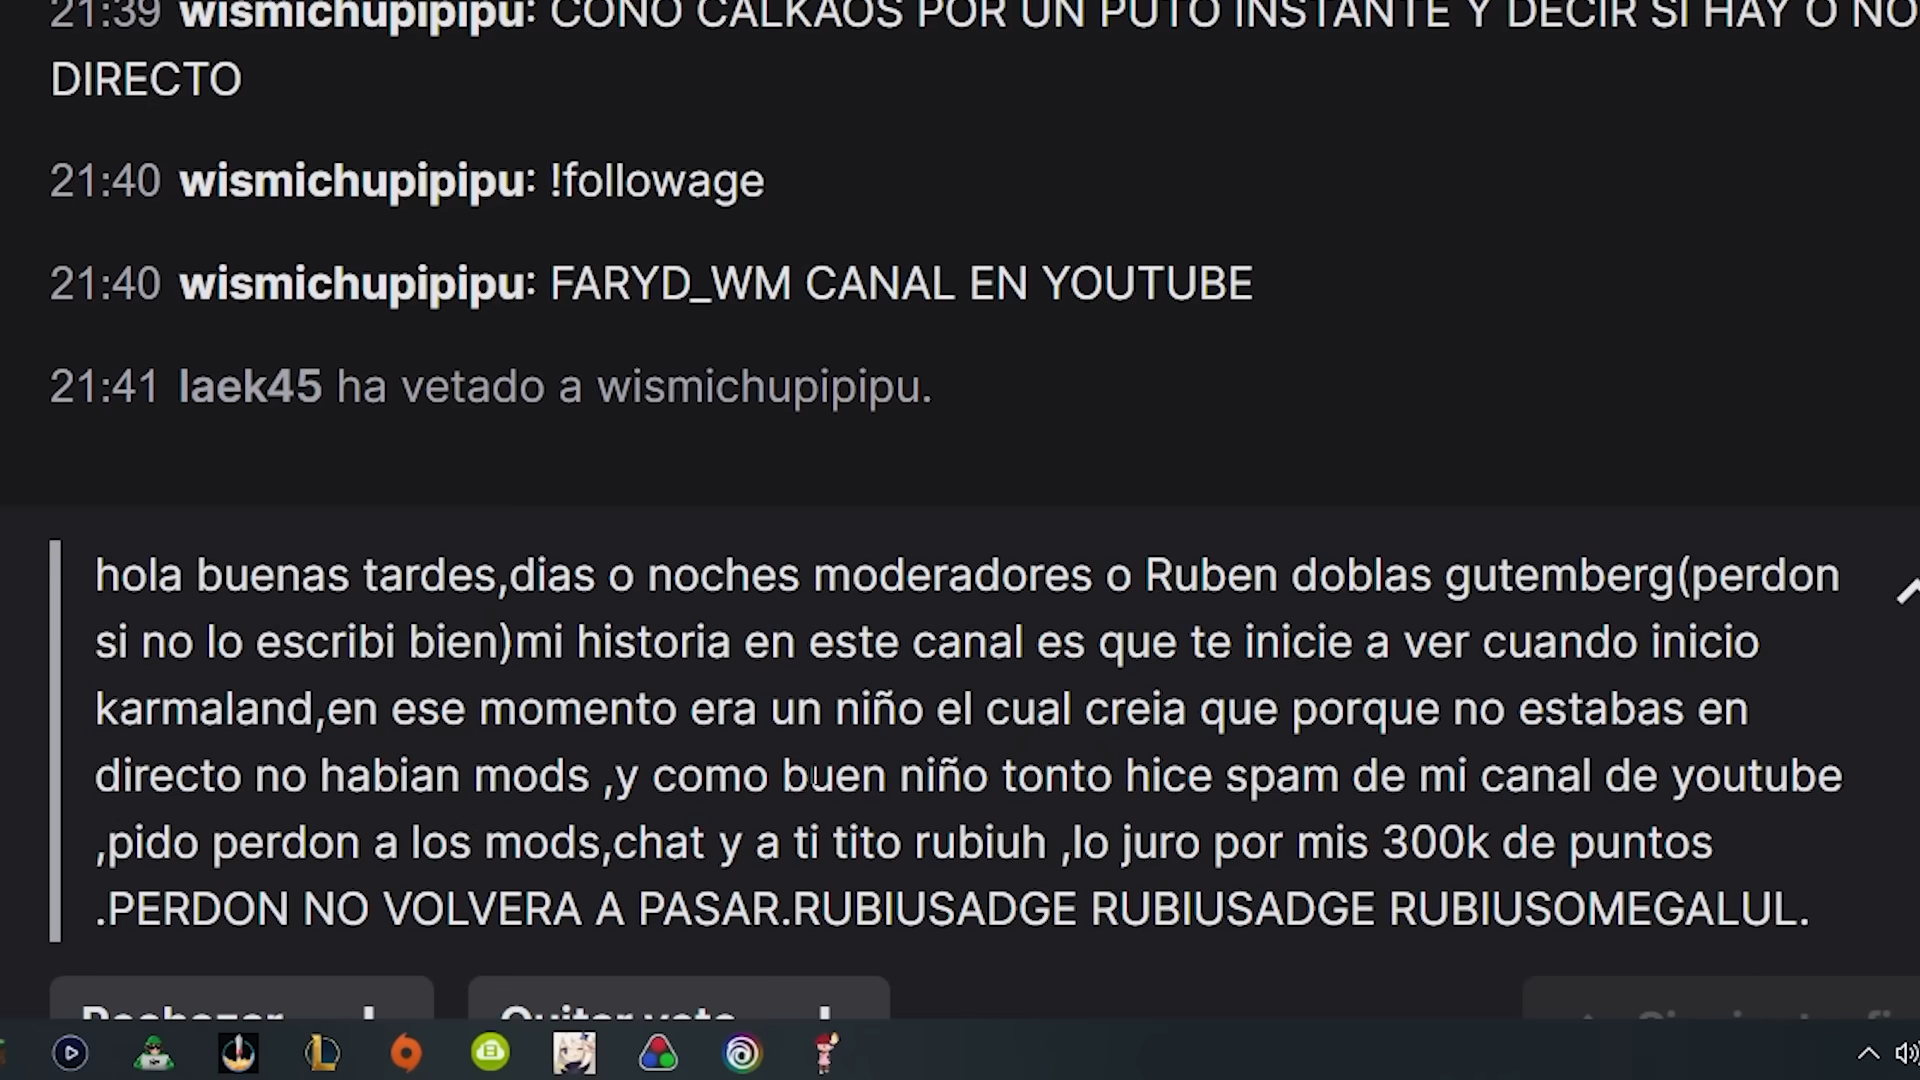 21:39 wismichupipipu: COÑO CALKAOS POR UN PUTO INSTANTE Y DECIR SI HAY O NO
DIRECTO
21:40 wismichupipipu: !followage
21:40 wismichupipipu: FARYD_WM CANAL EN YOUTUBE
21:41 laek45 ha vetado a wismichupipipu.
hola buenas tardes,dias o noches moderadores o Ruben doblas gutemberg(perdon
si no lo escribi bien)mi historia en este canal es que te inicie a ver cuando inicio
karmaland,en ese momento era un niño el cual creia que porque no estabas en
directo no habian mods ,y como buen niño tonto hice spam de mi canal de youtube
,pido perdon a los mods,chat y a ti tito rubiuh ,lo juro por mis 300k de puntos
.PERDON NO VOLVERA A PASAR.RUBIUSADGE RUBIUSADGE RUBIUSOMEGALUL.
Rechazar Quitar veto